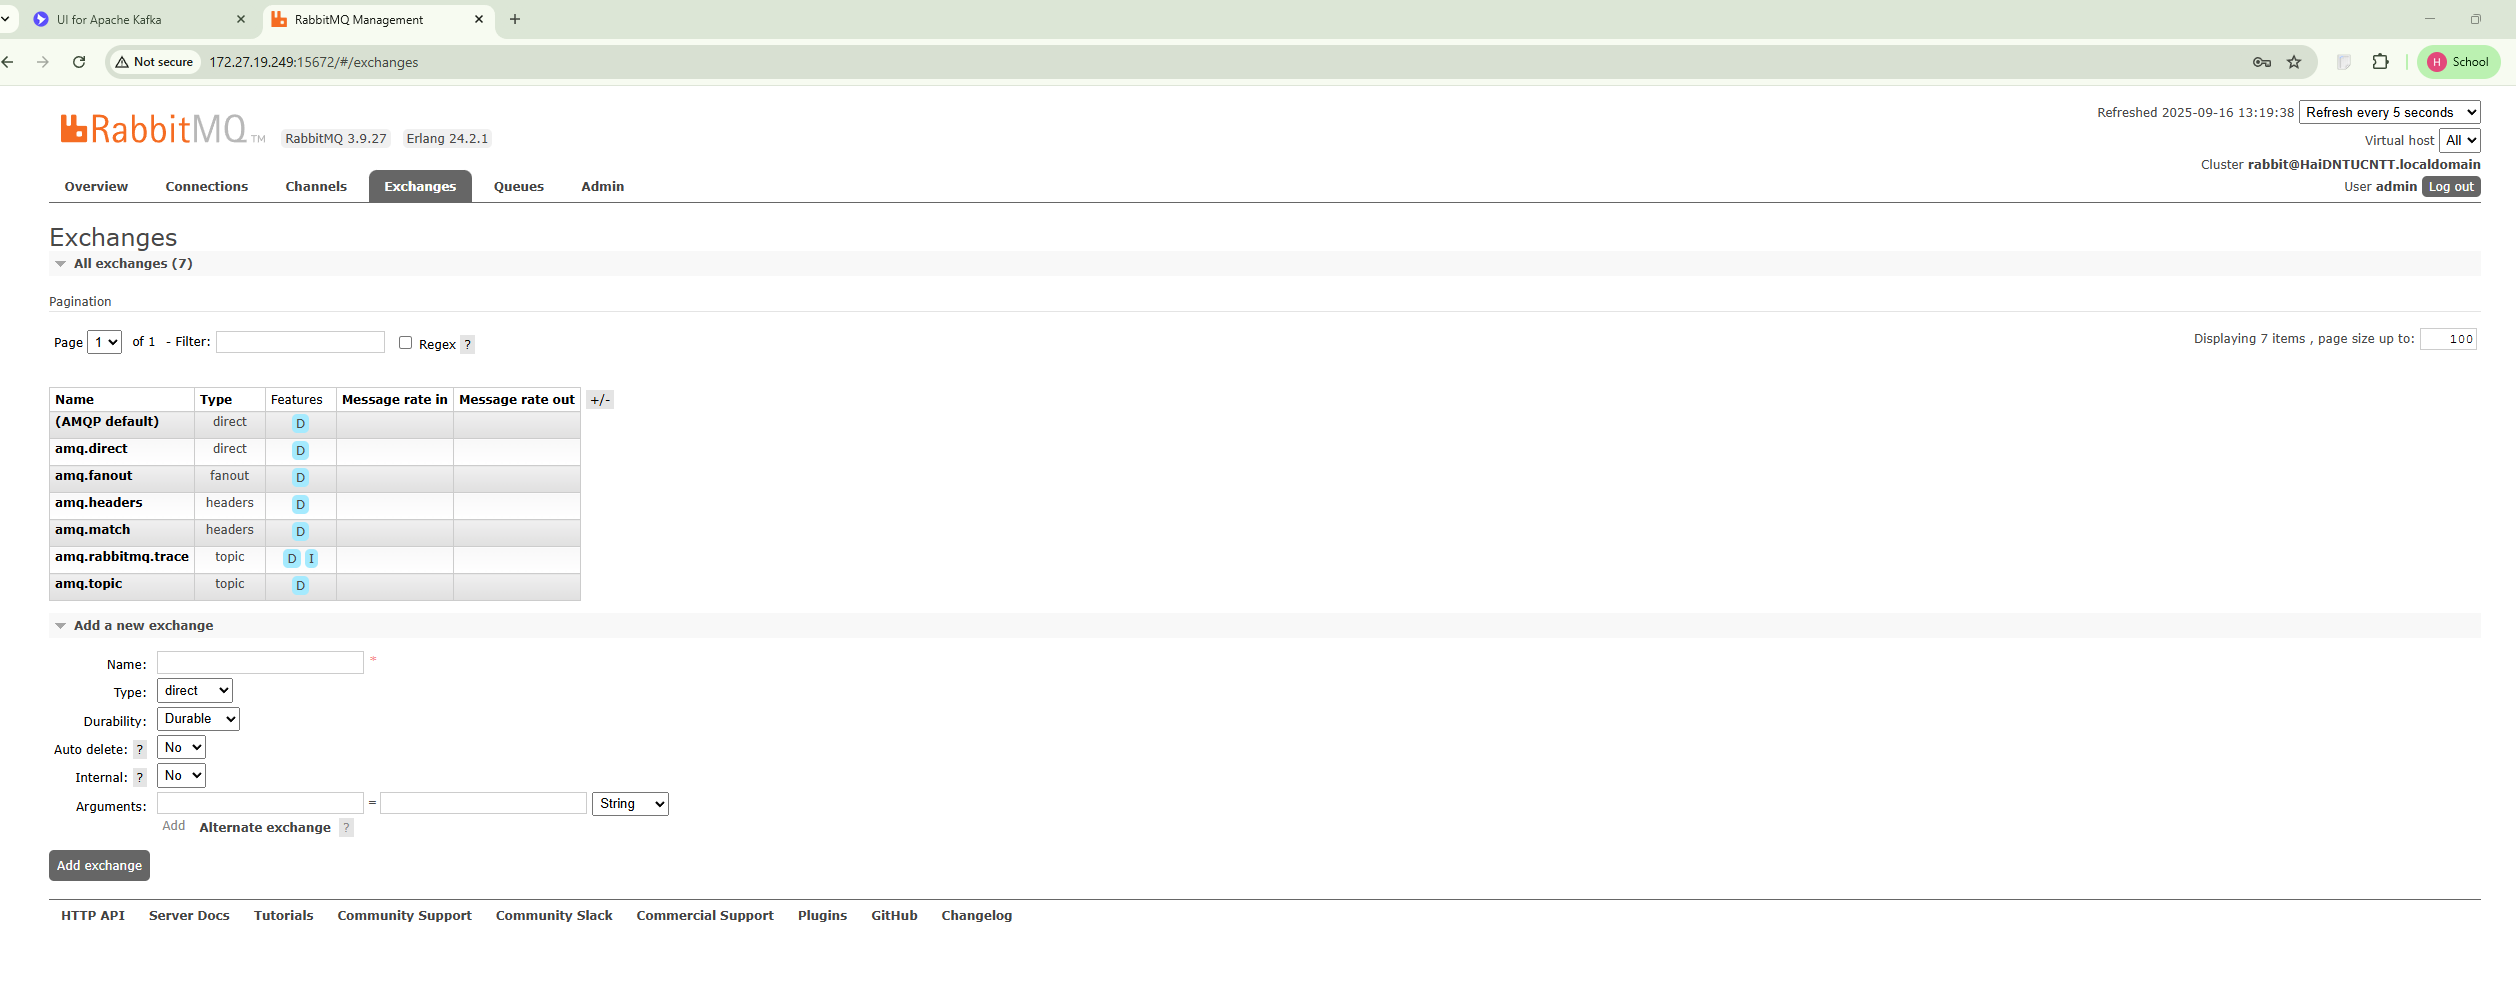 UI for Apache Kafka
RabbitMQ Management
Not secure 172.27.19.249:15672/#/exchanges
H School
RabbitMQ TM RabbitMQ 3.9.27 Erlang 24.2.1
Refreshed 2025-09-16 13:19:38 Refresh every 5 seconds
Virtual host All
Cluster rabbit@HaiDNTUCNTT.localdomain
User admin Log out
Overview Connections Channels Exchanges Queues Admin
Exchanges
All exchanges (7)
Pagination
Page 1 of 1 - Filter: Regex ?
Displaying 7 items , page size up to: 100
Name Type Features Message rate in Message rate out +/-
(AMQP default) direct D
amq.direct direct D
amq.fanout fanout D
amq.headers headers D
amq.match headers D
amq.rabbitmq.trace topic D I
amq.topic topic D
Add a new exchange
Name: *
Type: direct
Durability: Durable
Auto delete: ? No
Internal: ? No
Arguments: = String
Add Alternate exchange ?
Add exchange
HTTP API Server Docs Tutorials Community Support Community Slack Commercial Support Plugins GitHub Changelog